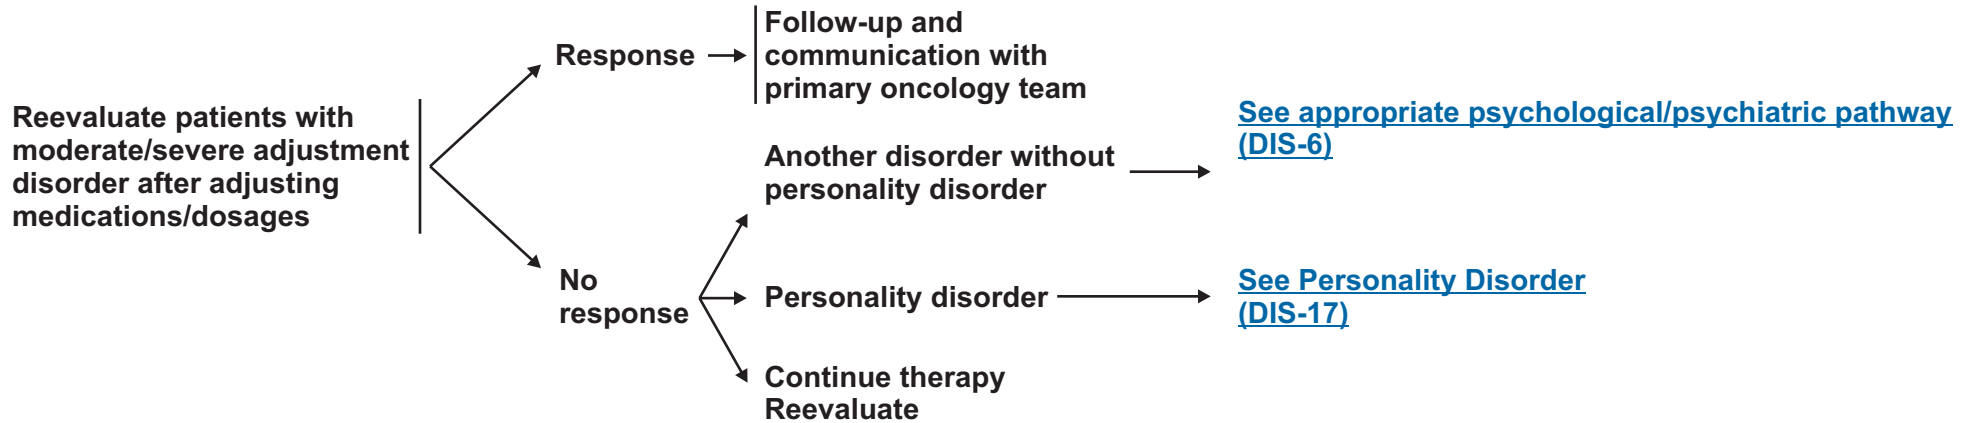 Reevaluate patients with
moderate/severe adjustment
disorder after adjusting
medications/dosages
Response
Follow-up and
communication with
primary oncology team
No
response
Another disorder without
personality disorder
See appropriate psychological/psychiatric pathway
(DIS-6)
Personality disorder
See Personality Disorder
(DIS-17)
Continue therapy
Reevaluate